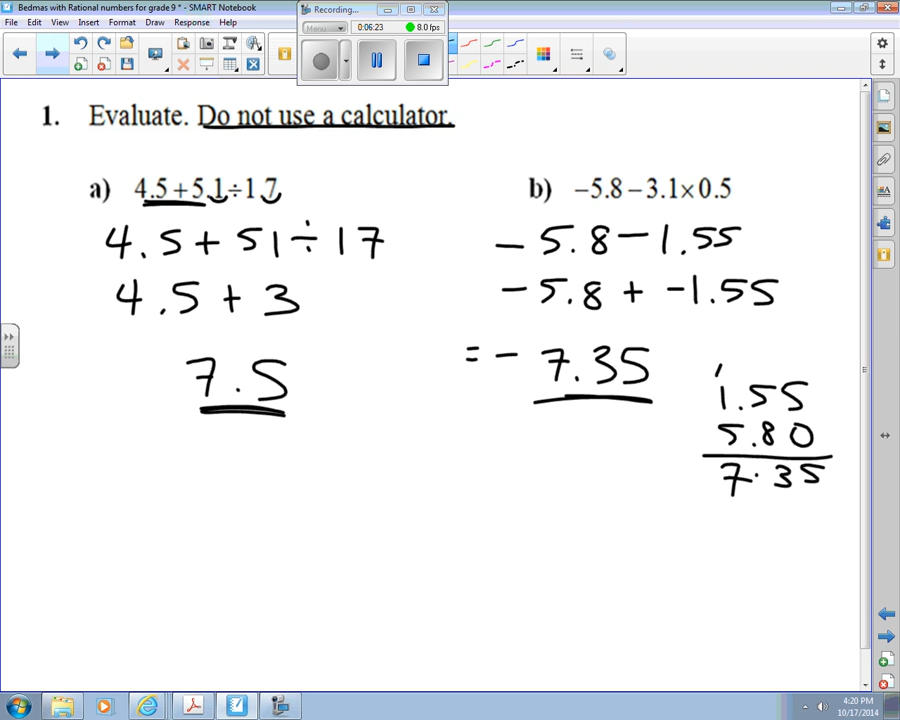 Bedmas with Rational numbers for grade 9 * - SMART Notebook
File Edit View Insert Format Draw Response Help
Recording...
Menu 0:06:23 8.0 fps
1. Evaluate. Do not use a calculator.
a) 4.5 + 5.1 ÷ 1.7
4.5 + 51 ÷ 17
4.5 + 3
7.5
b) −5.8 − 3.1 × 0.5
− 5.8 − 1.55
− 5.8 + −1.55
= − 7.35
1
1.55
5.80
7.35
4:20 PM
10/17/2014